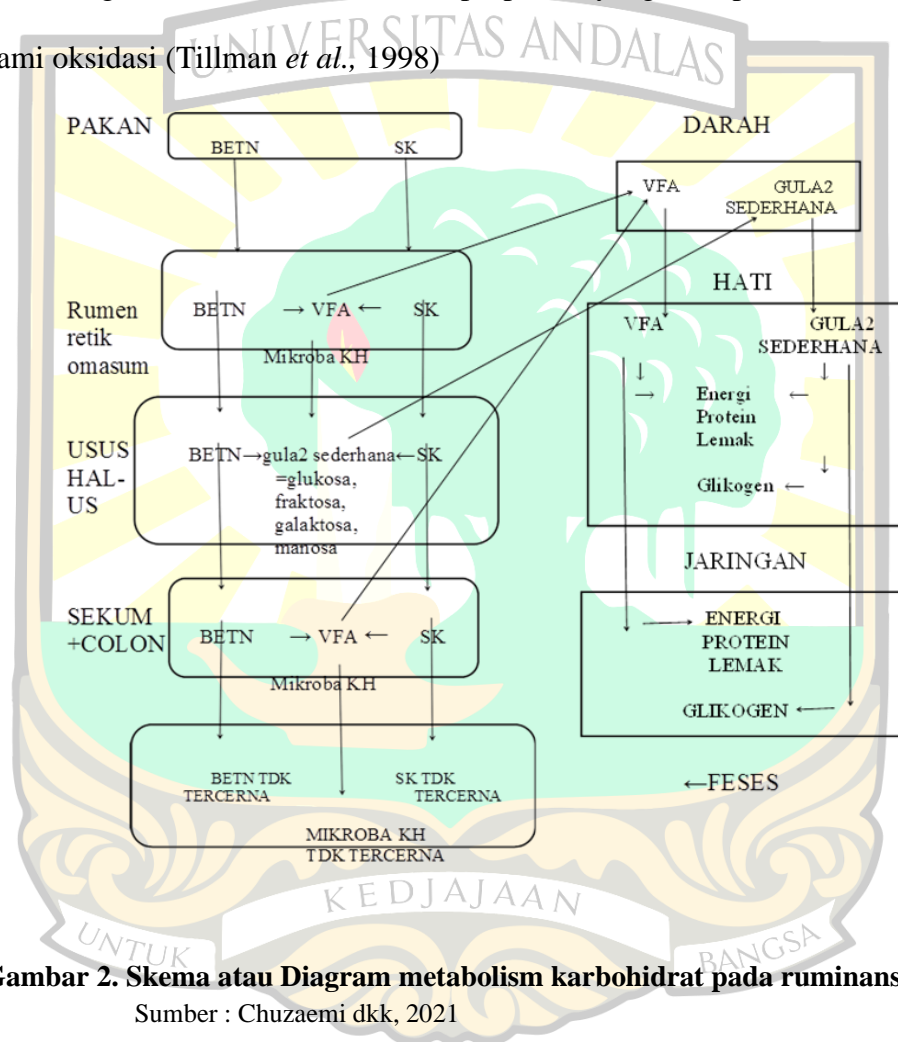 ami oksidasi (Tillman et al., 1998)
UNIVERSITAS ANDALAS
PAKAN
BETN SK
Rumen
retik
omasum
BETN → VFA ← SK
Mikroba KH
USUS
HAL-
US
BETN→gula2 sederhana←SK
=glukosa,
fraktosa,
galaktosa,
manosa
SEKUM
+COLON
BETN → VFA ← SK
Mikroba KH
BETN TDK
TERCERNA
SK TDK
TERCERNA
MIKROBA KH
TDK TERCERNA
DARAH
VFA GULA2
SEDERHANA
HATI
VFA GULA2
SEDERHANA
↓ ↓
→ Energi ←
Protein
Lemak
↓
Glikogen ←
JARINGAN
→ ENERGI
PROTEIN
LEMAK
GLIKOGEN ←
←FESES
KEDJAJAAN
UNTUK
BANGSA
Gambar 2. Skema atau Diagram metabolism karbohidrat pada ruminans
Sumber : Chuzaemi dkk, 2021